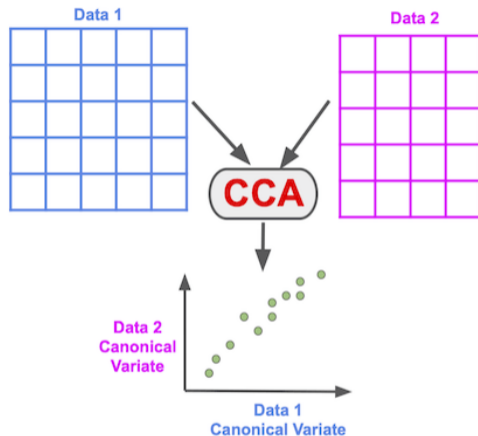 Data 1
Data 2
CCA
Data 2
Canonical
Variate
Data 1
Canonical Variate